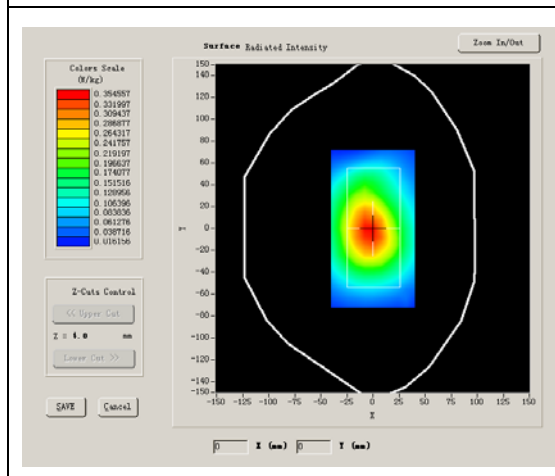 Surface Radiated Intensity
Zoom In/Out
Colors Scale
(W/kg)
0.354557
0.331997
0.309437
0.286877
0.264317
0.241757
0.219197
0.196637
0.174077
0.151516
0.128956
0.106396
0.083836
0.061276
0.038716
0.016156
150
100
80
60
40
20
0
-20
-40
-60
-80
-100
-120
-140
-150
Y
-150 -125 -100 -75 -50 -25 0 25 50 75 100 125 150
X
Z-Cuts Control
<< Upper Cut
Z = 4.0 mm
Lower Cut >>
SAVE
Cancel
0 X (mm) 0 Y (mm)